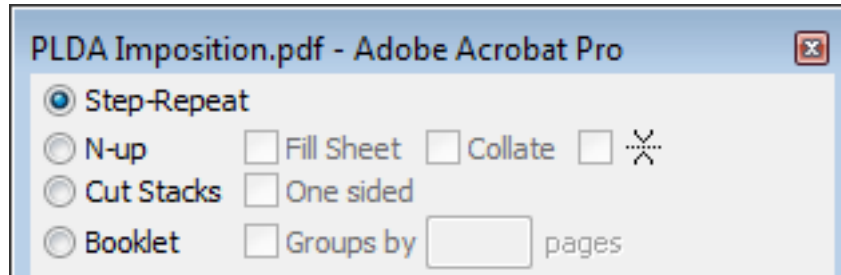 PLDA Imposition.pdf - Adobe Acrobat Pro
Step-Repeat
N-up Fill Sheet Collate
Cut Stacks One sided
Booklet Groups by pages